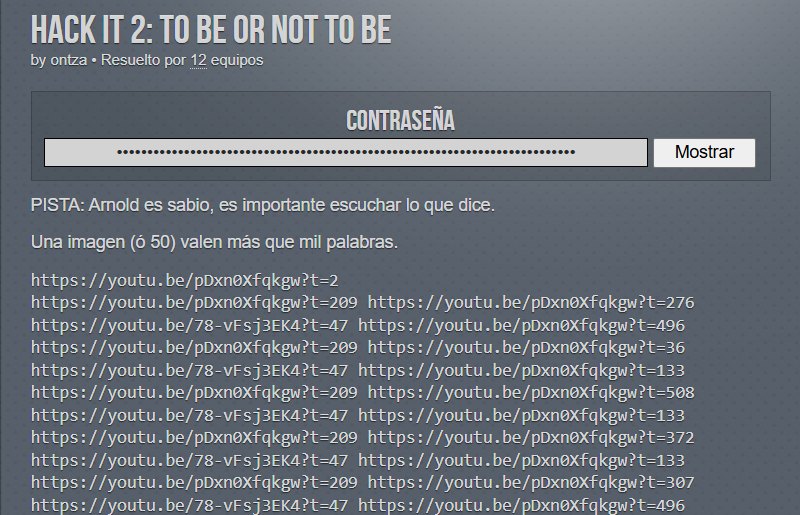 HACK IT 2: TO BE OR NOT TO BE
by ontza • Resuelto por 12 equipos
CONTRASEÑA
Mostrar
PISTA: Arnold es sabio, es importante escuchar lo que dice.
Una imagen (ó 50) valen más que mil palabras.
https://youtu.be/pDxn0Xfqkgw?t=2
https://youtu.be/pDxn0Xfqkgw?t=209 https://youtu.be/pDxn0Xfqkgw?t=276
https://youtu.be/78-vFsj3EK4?t=47 https://youtu.be/pDxn0Xfqkgw?t=496
https://youtu.be/pDxn0Xfqkgw?t=209 https://youtu.be/pDxn0Xfqkgw?t=36
https://youtu.be/78-vFsj3EK4?t=47 https://youtu.be/pDxn0Xfqkgw?t=133
https://youtu.be/pDxn0Xfqkgw?t=209 https://youtu.be/pDxn0Xfqkgw?t=508
https://youtu.be/78-vFsj3EK4?t=47 https://youtu.be/pDxn0Xfqkgw?t=133
https://youtu.be/pDxn0Xfqkgw?t=209 https://youtu.be/pDxn0Xfqkgw?t=372
https://youtu.be/78-vFsj3EK4?t=47 https://youtu.be/pDxn0Xfqkgw?t=133
https://youtu.be/pDxn0Xfqkgw?t=209 https://youtu.be/pDxn0Xfqkgw?t=307
https://youtu.be/78-vFsj3EK4?t=47 https://youtu.be/pDxn0Xfqkgw?t=496